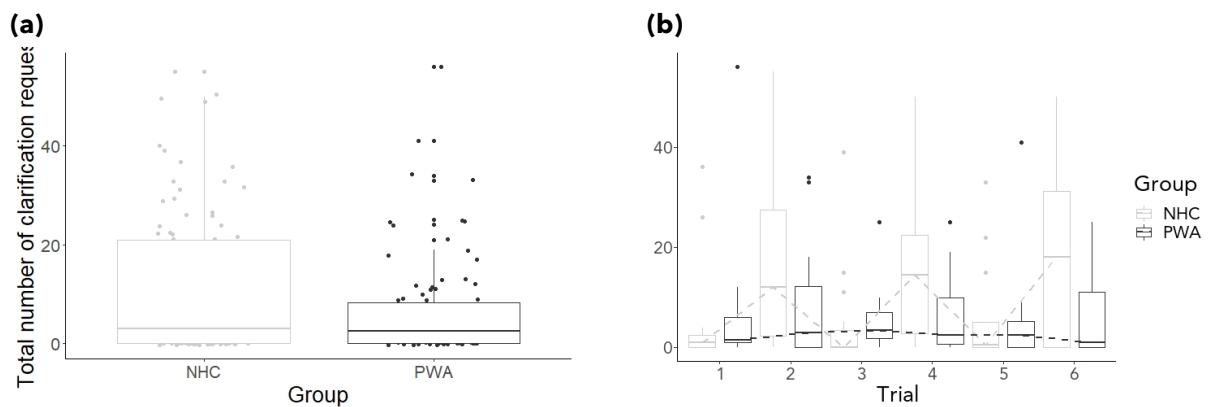 (a)
Total number of clarification reques
40
20
0
NHC
PWA
Group
(b)
40
20
0
1
2
3
4
5
6
Trial
Group
NHC
PWA